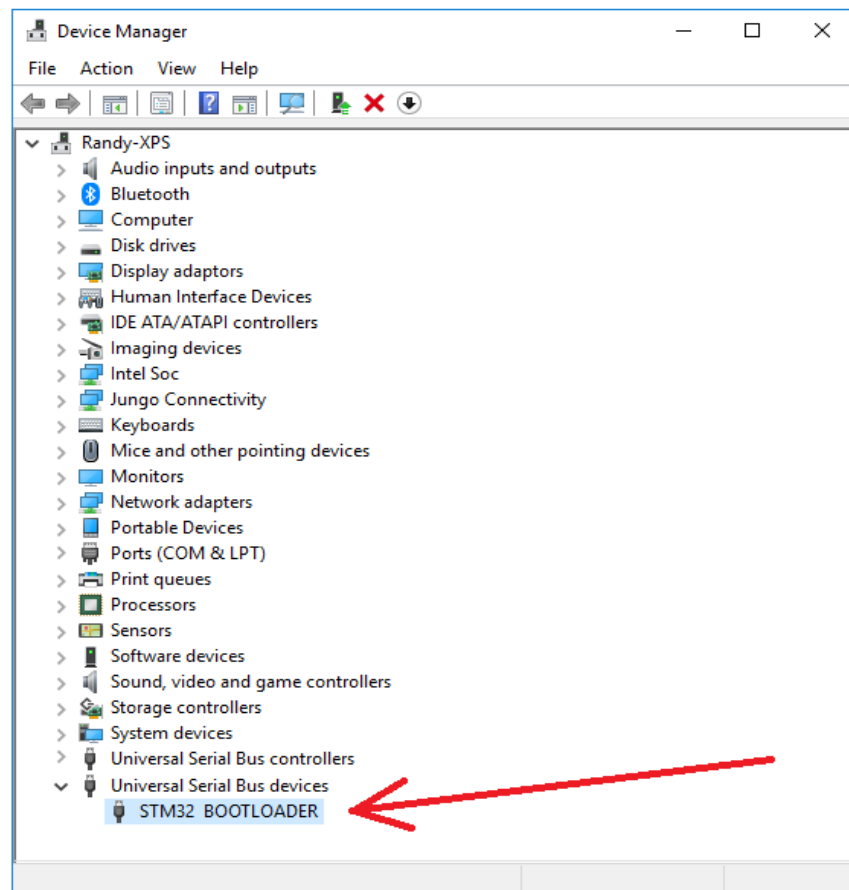 Device Manager
File Action View Help
Randy-XPS
Audio inputs and outputs
Bluetooth
Computer
Disk drives
Display adaptors
Human Interface Devices
IDE ATA/ATAPI controllers
Imaging devices
Intel Soc
Jungo Connectivity
Keyboards
Mice and other pointing devices
Monitors
Network adapters
Portable Devices
Ports (COM & LPT)
Print queues
Processors
Sensors
Software devices
Sound, video and game controllers
Storage controllers
System devices
Universal Serial Bus controllers
Universal Serial Bus devices
STM32 BOOTLOADER